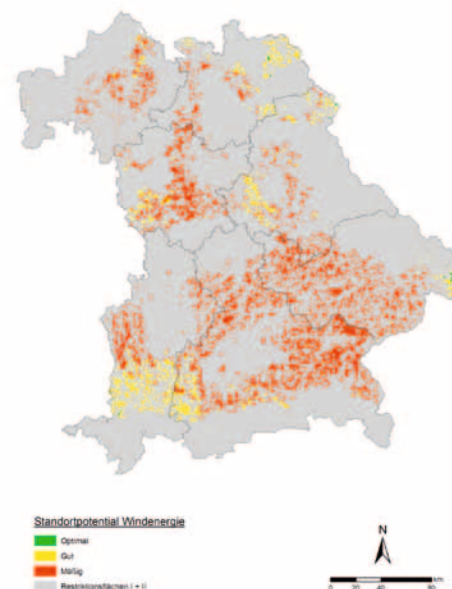 Standortpotential Windenergie
Optimal
Gut
Mäßig
Restriktionsflächen I + II
N
km
0 20 40 80